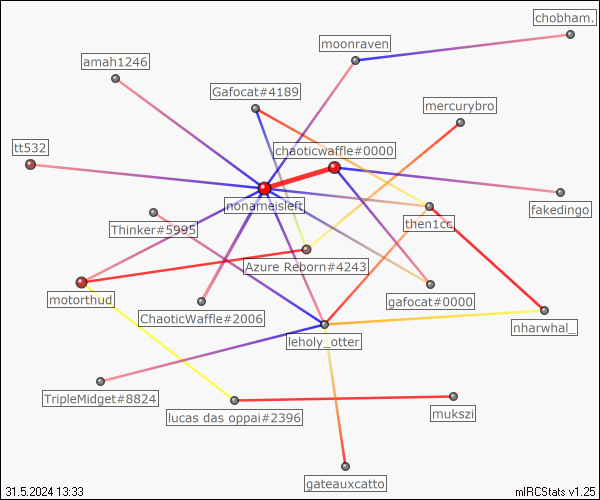 chobham.
moonraven
amah1246
Gafocat#4189
mercurybro
tt532
chaoticwaffle#0000
nonameisleft
fakedingo
then1cc
Thinker#5995
Azure Reborn#4243
motorthud
gafocat#0000
ChaoticWaffle#2006
nharwhal_.
leholy_otter
TripleMidget#8824
lucas das oppai#2396
mukszi
gateauxcatto
31.5.2024 13:33
mIRCStats v1.25